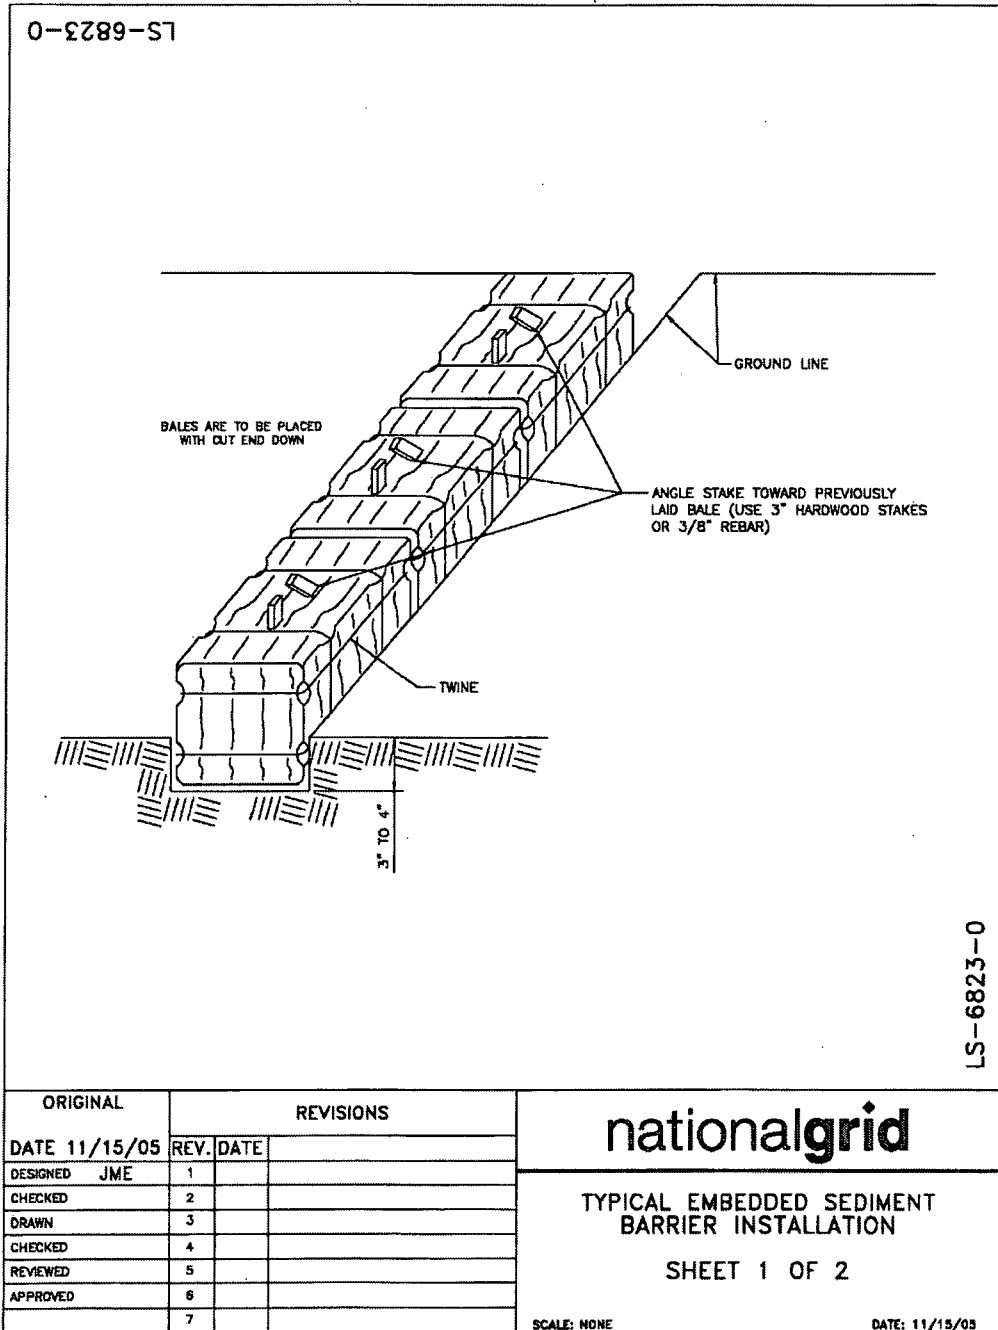 LS-6823-0
GROUND LINE
BALES ARE TO BE PLACED
WITH CUT END DOWN
ANGLE STAKE TOWARD PREVIOUSLY
LAID BALE (USE 3" HARDWOOD STAKES
OR 3/8" REBAR)
TWINE
3" TO 4"
LS-6823-0
ORIGINAL
DATE 11/15/05
DESIGNED JME
CHECKED
DRAWN
CHECKED
REVIEWED
APPROVED
REVISIONS
REV. DATE
1
2
3
4
5
6
7
nationalgrid
TYPICAL EMBEDDED SEDIMENT
BARRIER INSTALLATION
SHEET 1 OF 2
SCALE: NONE DATE: 11/15/05